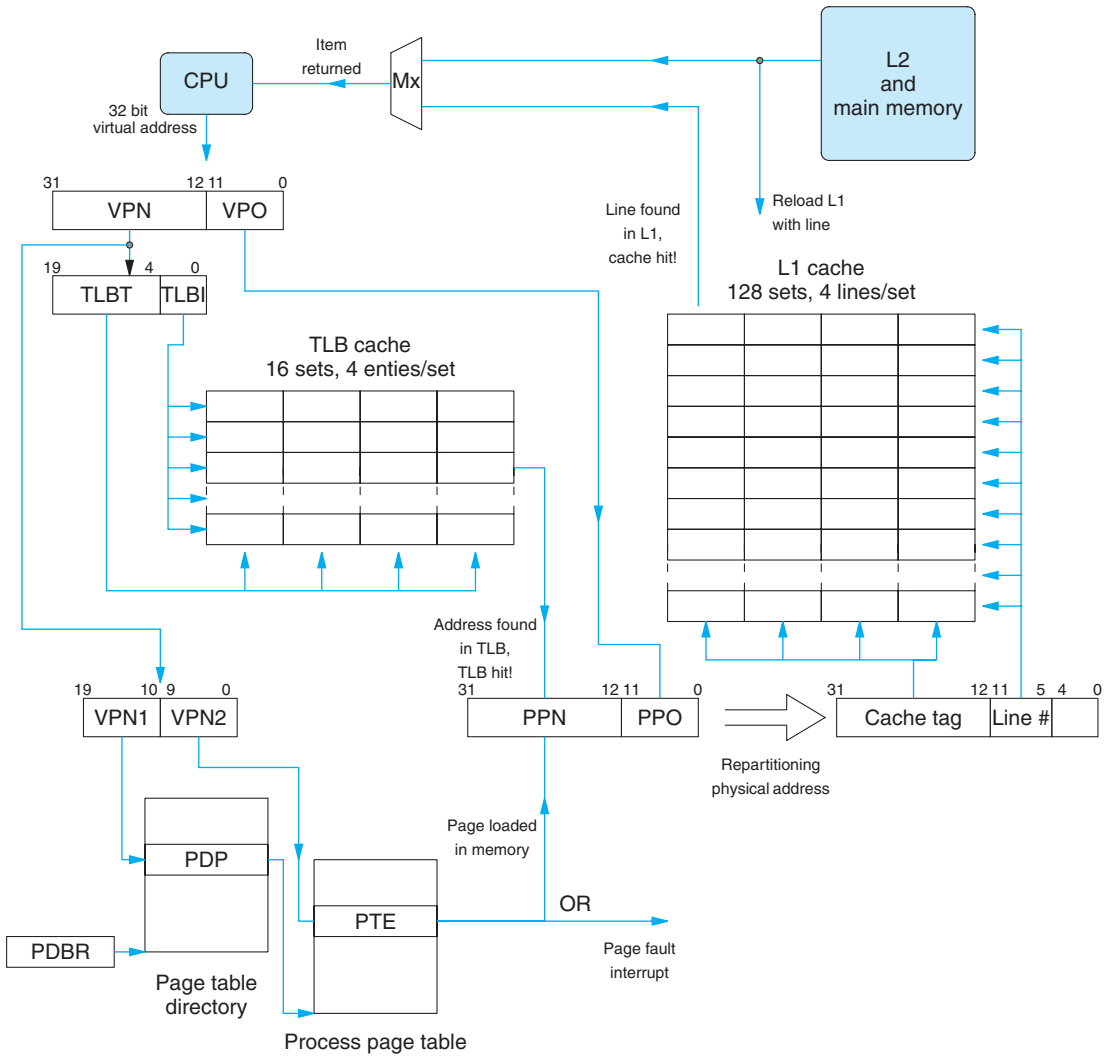 Item
returned
CPU
Mx
L2
and
main memory
32 bit
virtual address
31 12 11 0
VPN VPO
Line found
in L1,
cache hit!
Reload L1
with line
19 4 0
TLBT TLBI
L1 cache
128 sets, 4 lines/set
TLB cache
16 sets, 4 enties/set
Address found
in TLB,
TLB hit!
19 10 9 0
VPN1 VPN2
31 12 11 0
PPN PPO
31 12 11 5 4 0
Cache tag Line #
Repartitioning
physical address
Page loaded
in memory
PDP
PTE
OR
Page fault
interrupt
PDBR
Page table
directory
Process page table